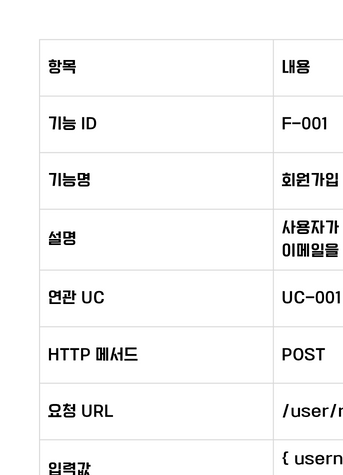 항목 내용
기능 ID F-001
기능명 회원가입
설명 사용자가
이메일을
연관 UC UC-001
HTTP 메서드 POST
요청 URL /user/
입력값 {